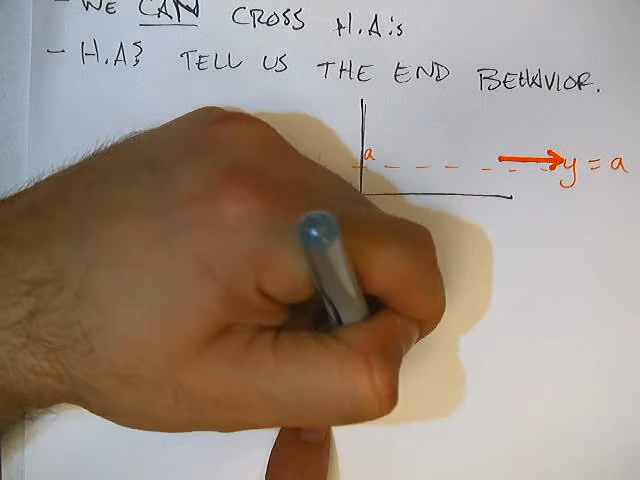 - WE CAN CROSS H.A.'s
- H.A.'s TELL US THE END BEHAVIOR.
a
y = a